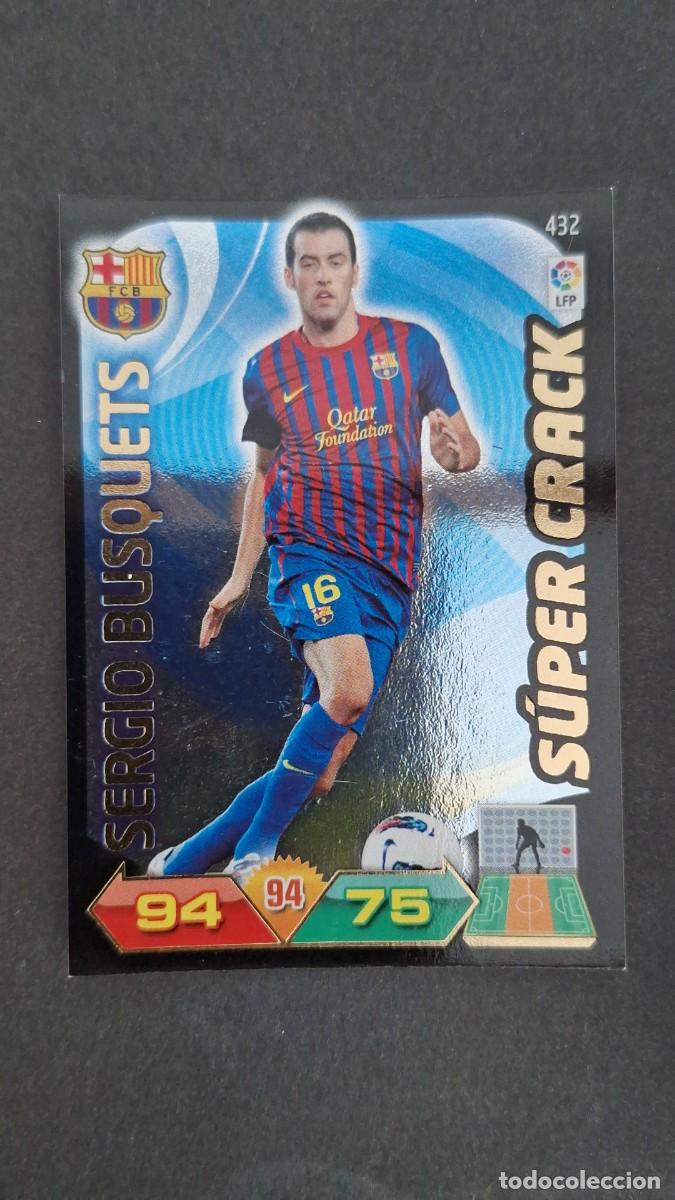 432
FCB
LFP
SERGIO BUSQUETS
SÚPER CRACK
Qatar
Foundation
16
94
94
75
todocoleccion